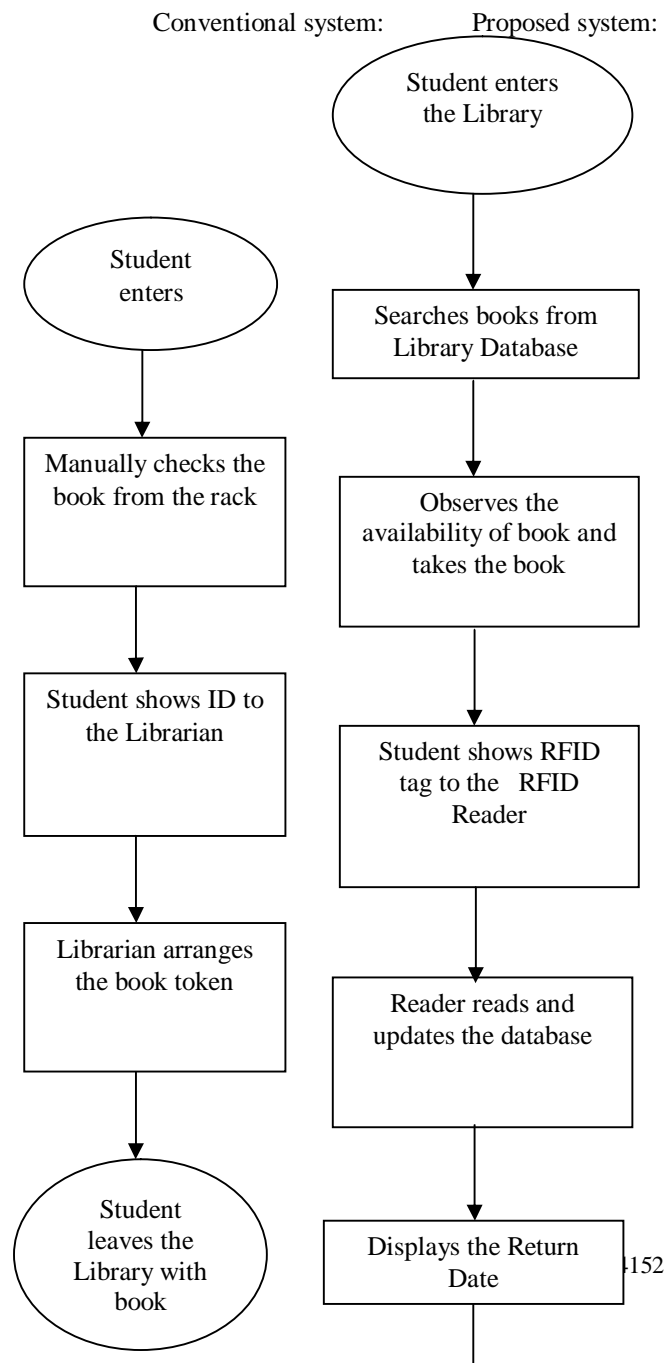 Conventional system:
Proposed system:
Student
enters
Manually checks the
book from the rack
Student shows ID to
the Librarian
Librarian arranges
the book token
Student
leaves the
Library with
book
Student enters
the Library
Searches books from
Library Database
Observes the
availability of book and
takes the book
Student shows RFID
tag to the RFID
Reader
Reader reads and
updates the database
Displays the Return
Date